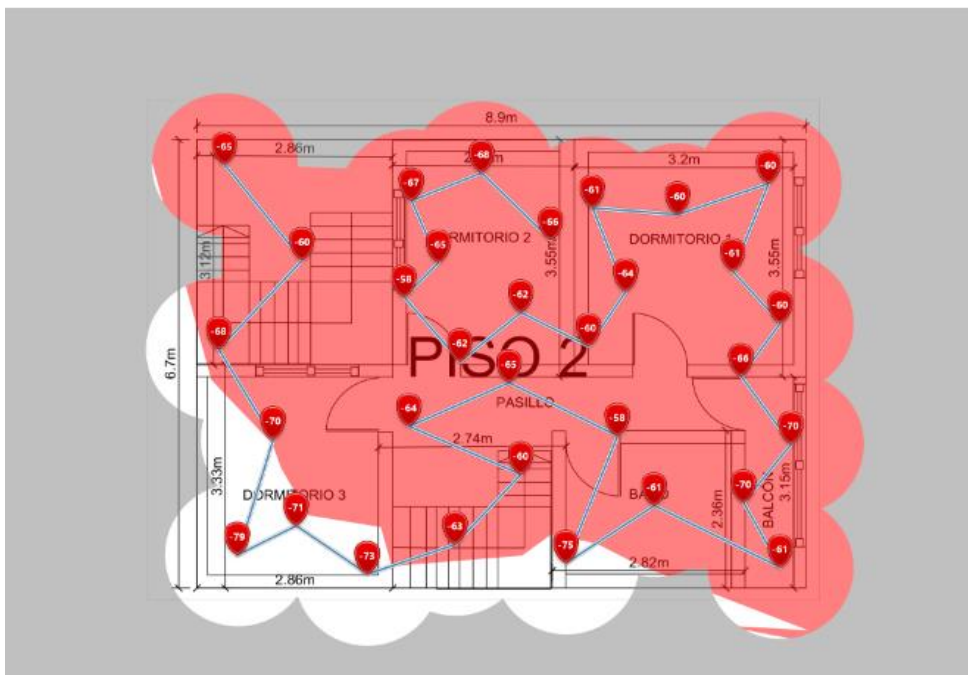 8.9m
-65
2.86m
-68
3.2m
-60
-67
-61
-60
-66
-60
-65
DORMITORIO 1
3.12m
3.55m
-61
3.55m
-58
-64
-62
-60
-60
-68
-62
PISO 2
6.7m
-65
-66
PASILLO
-64
-58
-70
-70
2.74m
-60
3.33m
DORMITORIO 3
-61
-70
2.36m
BALCON
3.15m
-71
-63
-79
-75
-61
-73
2.86m
2.82m